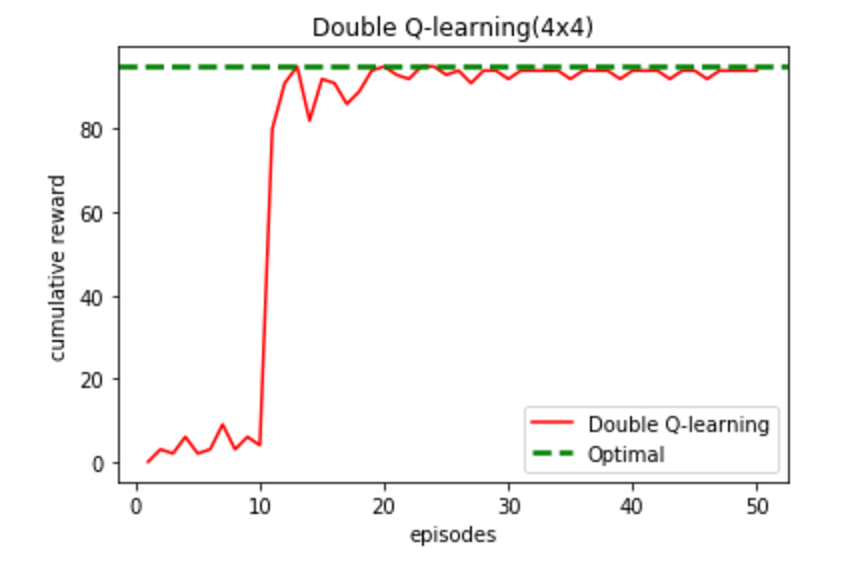 Double Q-learning(4x4)
cumulative reward
80
60
40
20
0
Double Q-learning
Optimal
0 10 20 30 40 50
episodes